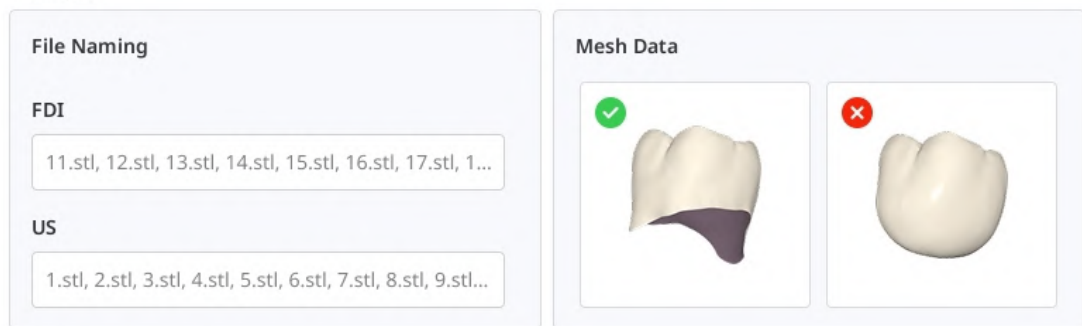 File Naming
FDI
11.stl, 12.stl, 13.stl, 14.stl, 15.stl, 16.stl, 17.stl, 1...
US
1.stl, 2.stl, 3.stl, 4.stl, 5.stl, 6.stl, 7.stl, 8.stl, 9.stl...
Mesh Data